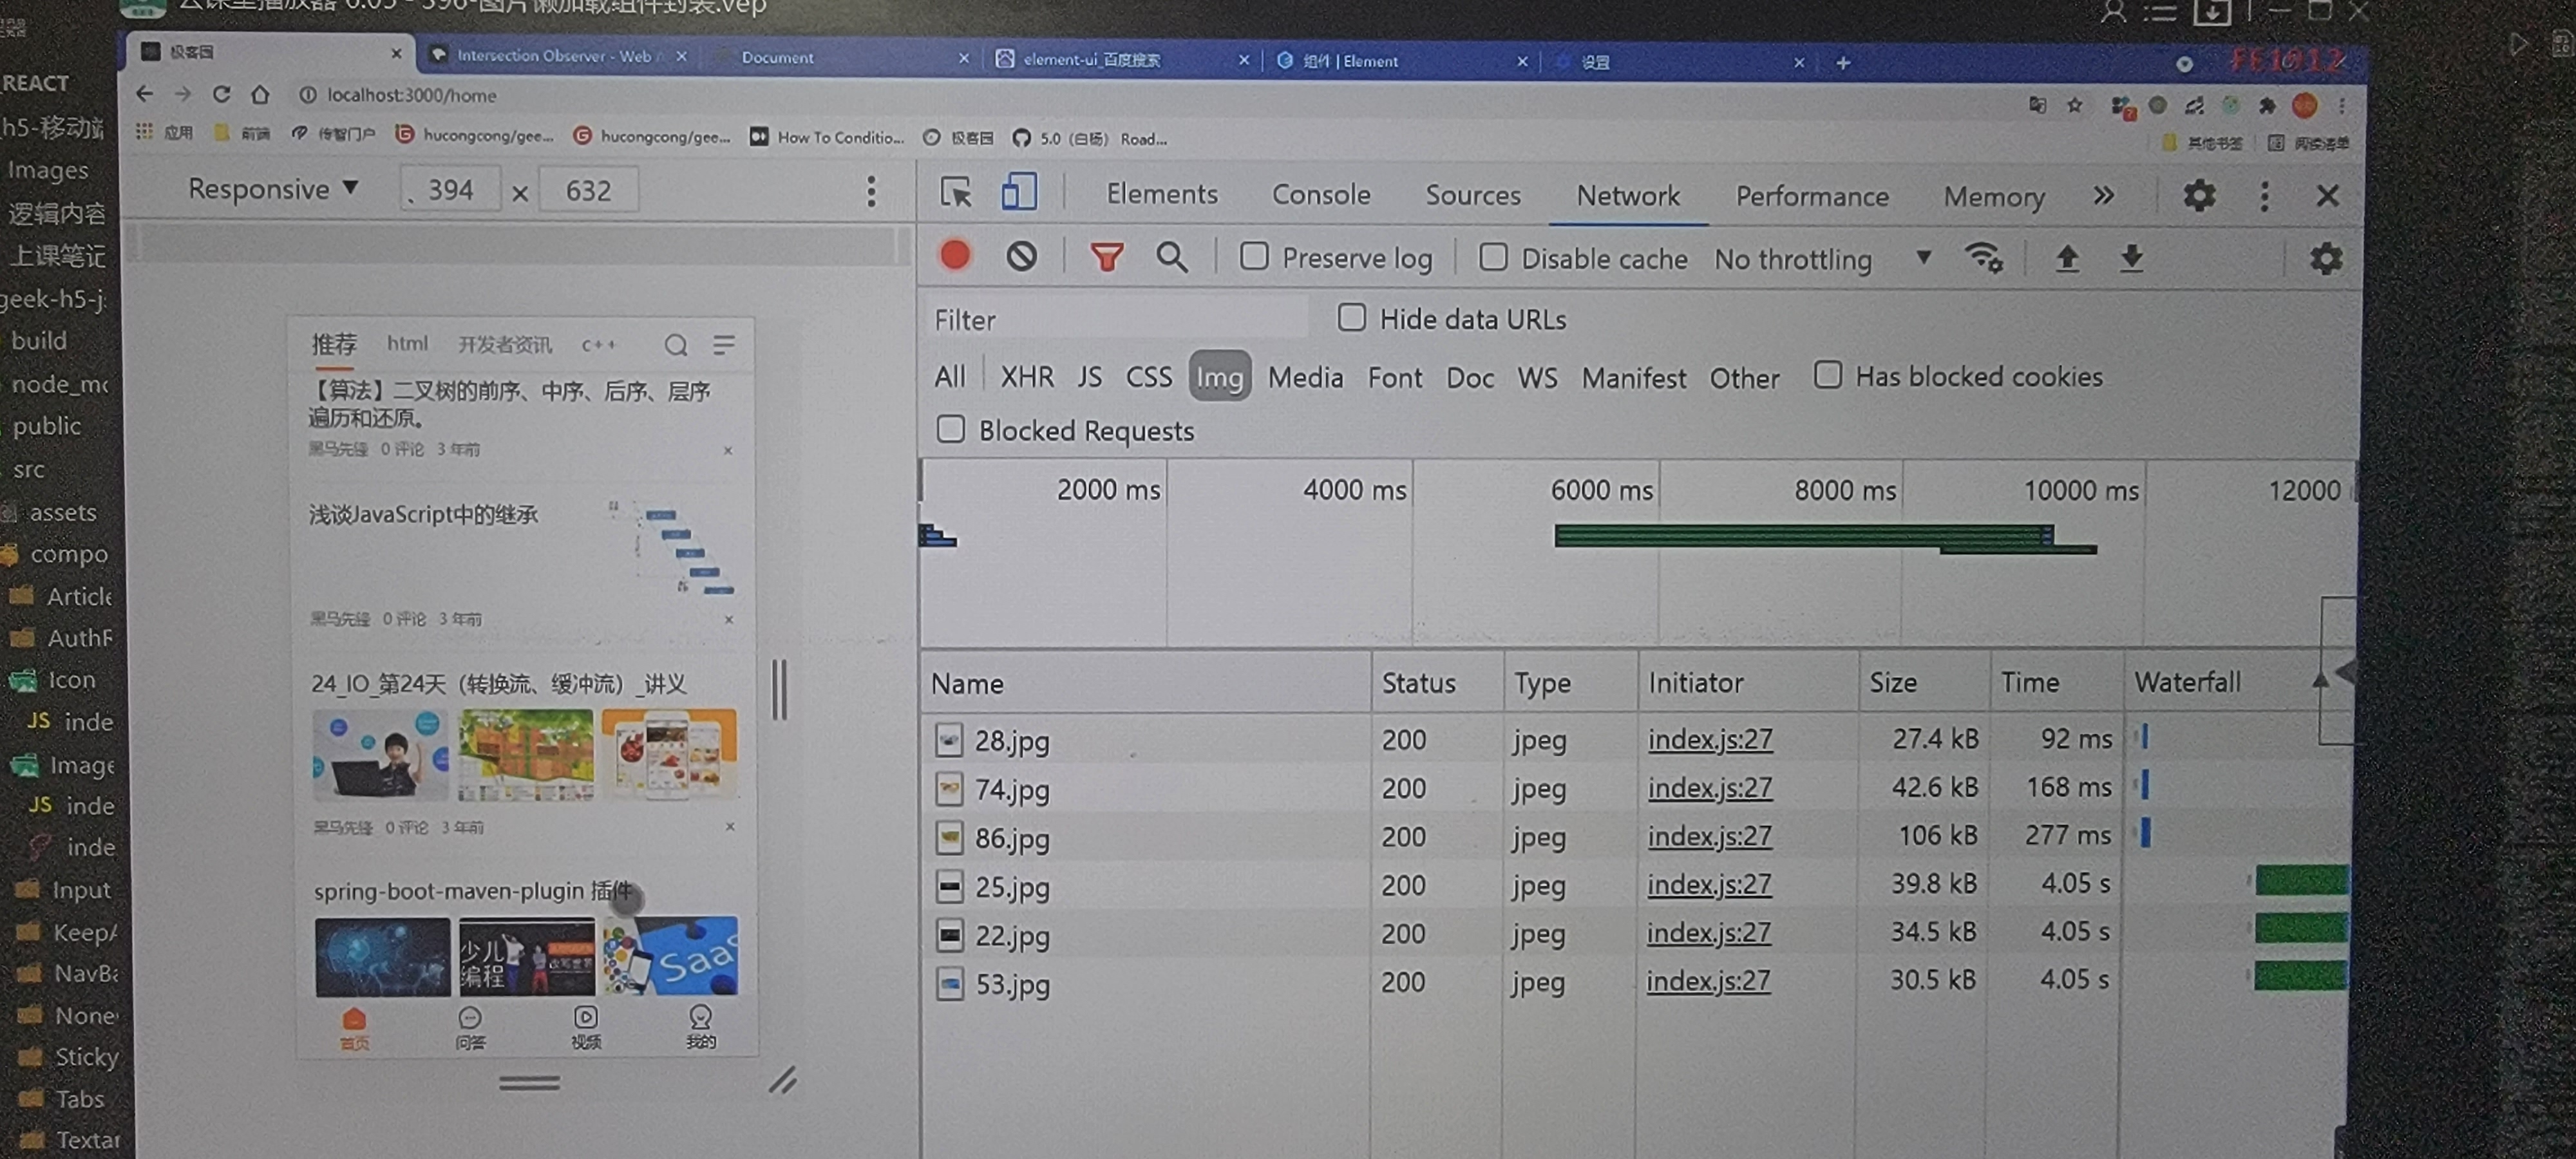 云课堂播放器 6.05 - 396-图片懒加载组件封装.vep
极客园
Intersection Observer - Web
Document
element-ui_百度搜索
组件 | Element
设置
FE1012
localhost:3000/home
应用
前端
传智门户
hucongcong/gee...
hucongcong/gee...
How To Conditio...
极客园
5.0 (白杨) Road...
其他书签
阅读清单
REACT
h5-移动端
Images
逻辑内容
上课笔记
geek-h5-j
build
node_mo
public
src
assets
compo
Article
AuthR
Icon
JS inde
Image
JS inde
inde
Input
KeepA
NavBa
None
Sticky
Tabs
Textar
Responsive ▼ 394 × 632
推荐 html 开发者资讯 c++
【算法】二叉树的前序、中序、后序、层序
遍历和还原。
黑马先锋 0 评论 3 年前 ×
浅谈JavaScript中的继承
黑马先锋 0 评论 3 年前 ×
24_IO_第24天（转换流、缓冲流）_讲义
黑马先锋 0 评论 3 年前 ×
spring-boot-maven-plugin 插件
少儿
编程
SaaS
首页 问答 视频 我的
Elements Console Sources Network Performance Memory »
Preserve log Disable cache No throttling
Filter Hide data URLs
All XHR JS CSS Img Media Font Doc WS Manifest Other Has blocked cookies
Blocked Requests
2000 ms 4000 ms 6000 ms 8000 ms 10000 ms 12000
Name Status Type Initiator Size Time Waterfall
28.jpg 200 jpeg index.js:27 27.4 kB 92 ms
74.jpg 200 jpeg index.js:27 42.6 kB 168 ms
86.jpg 200 jpeg index.js:27 106 kB 277 ms
25.jpg 200 jpeg index.js:27 39.8 kB 4.05 s
22.jpg 200 jpeg index.js:27 34.5 kB 4.05 s
53.jpg 200 jpeg index.js:27 30.5 kB 4.05 s